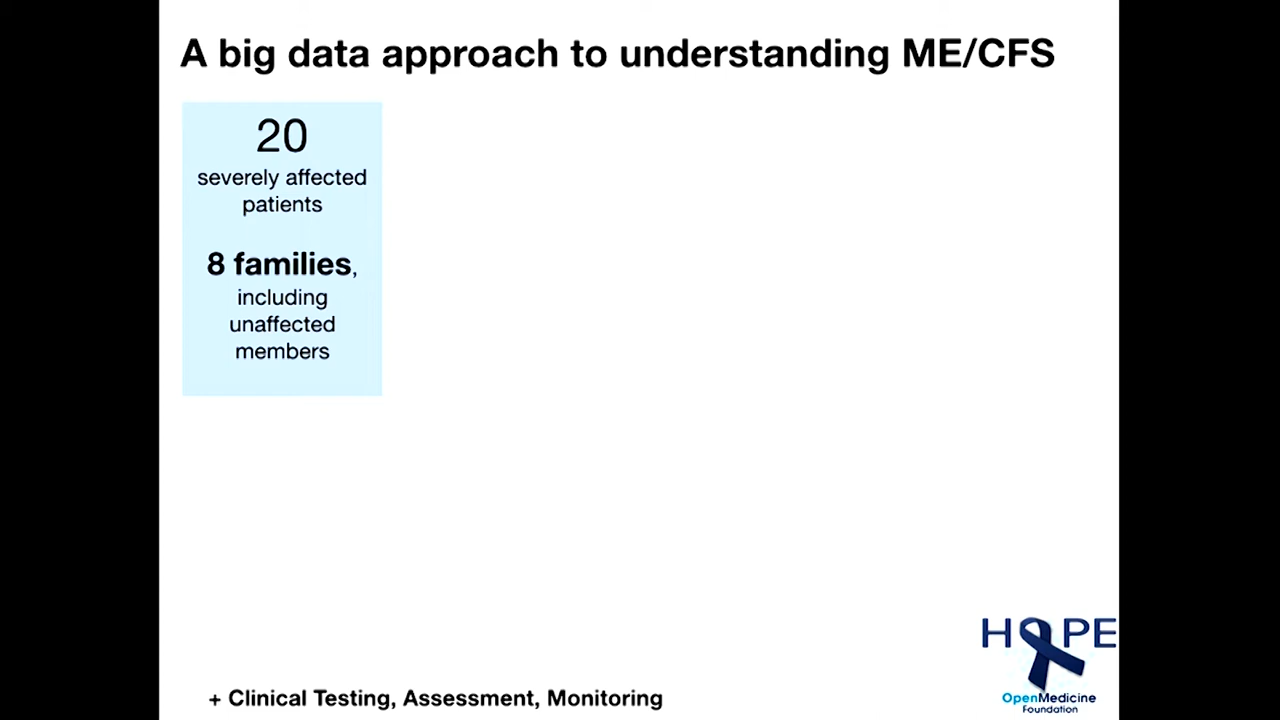 A big data approach to understanding ME/CFS
20
severely affected
patients
8 families,
including
unaffected
members
+ Clinical Testing, Assessment, Monitoring
HOPE
OpenMedicine
Foundation